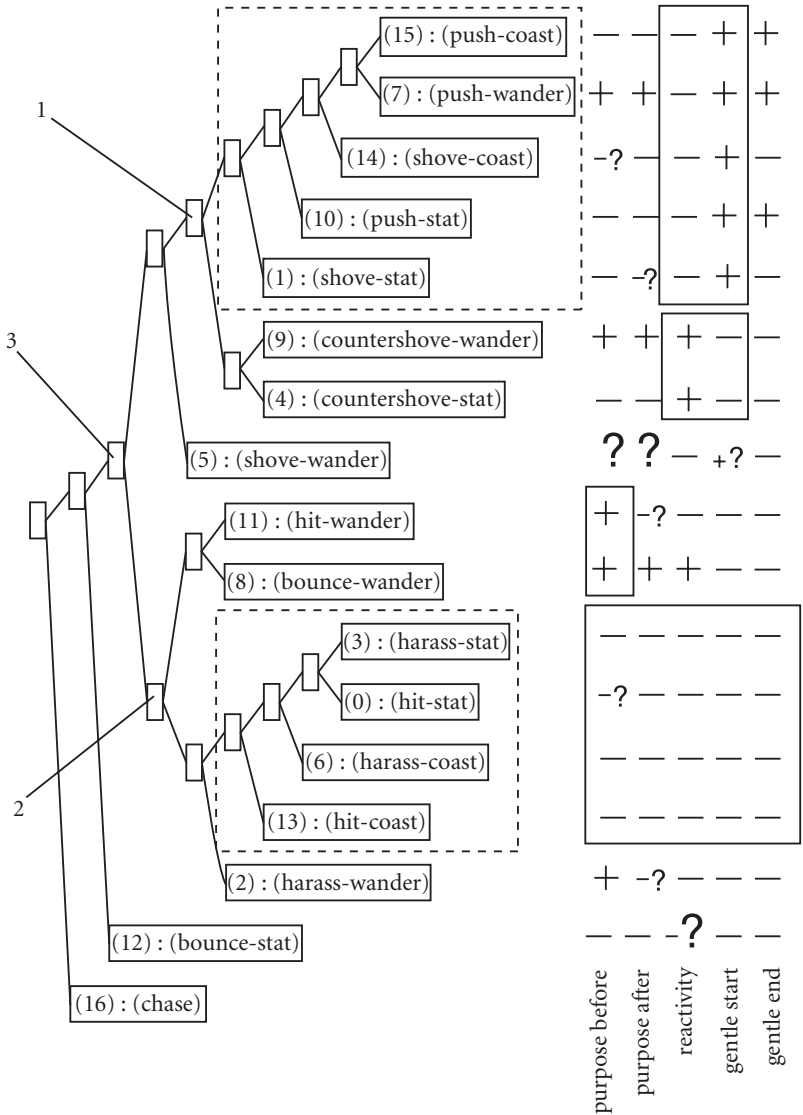 (15) : (push-coast) — — — + +
1 (7) : (push-wander) + + — + +
(14) : (shove-coast) –? — — + —
(10) : (push-stat) — — — + +
(1) : (shove-stat) — –? — + —
(9) : (countershove-wander) + + + — —
3 (4) : (countershove-stat) — — + — —
(5) : (shove-wander) ? ? — +? —
(11) : (hit-wander) + –? — — —
(8) : (bounce-wander) + + + — —
(3) : (harass-stat) — — — — —
(0) : (hit-stat) –? — — — —
(6) : (harass-coast) — — — — —
2 (13) : (hit-coast) — — — — —
(2) : (harass-wander) + –? — — —
(12) : (bounce-stat) — — –? — —
(16) : (chase)
purpose before
purpose after
reactivity
gentle start
gentle end